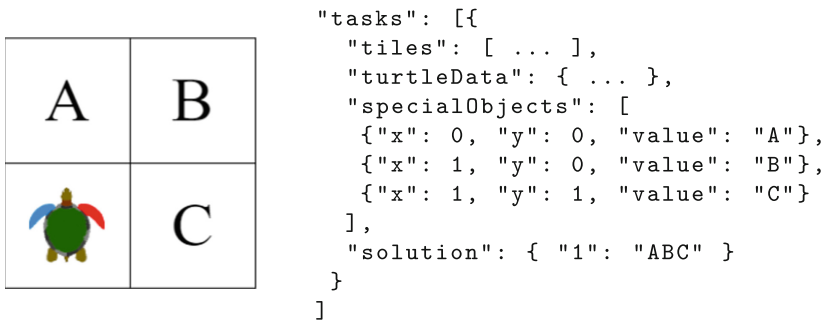 A B
C
"tasks": [{
"tiles": [ ... ],
"turtleData": { ... },
"specialObjects": [
{"x": 0, "y": 0, "value": "A"},
{"x": 1, "y": 0, "value": "B"},
{"x": 1, "y": 1, "value": "C"}
],
"solution": { "1": "ABC" }
}
]